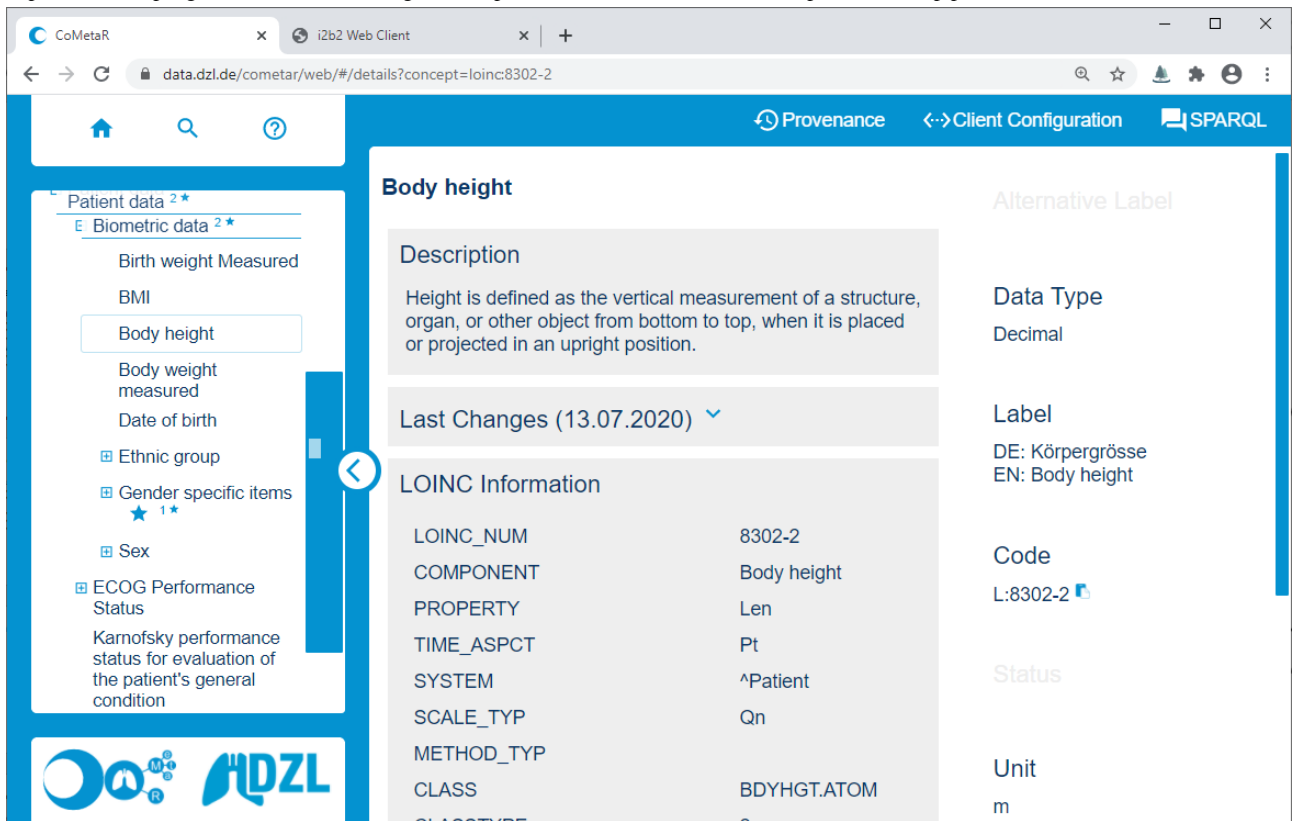 CoMetaR
i2b2 Web Client
data.dzl.de/cometar/web/#/details?concept=loinc:8302-2
Provenance
Client Configuration
SPARQL
Patient data 2
Biometric data 2
Birth weight Measured
BMI
Body height
Body weight
measured
Date of birth
Ethnic group
Gender specific items
1
Sex
ECOG Performance
Status
Karnofsky performance
status for evaluation of
the patient's general
condition
M
R
DZL
Body height
Description
Height is defined as the vertical measurement of a structure,
organ, or other object from bottom to top, when it is placed
or projected in an upright position.
Last Changes (13.07.2020)
LOINC Information
LOINC_NUM 8302-2
COMPONENT Body height
PROPERTY Len
TIME_ASPCT Pt
SYSTEM ^Patient
SCALE_TYP Qn
METHOD_TYP
CLASS BDYHGT.ATOM
Alternative Label
Data Type
Decimal
Label
DE: Körpergrösse
EN: Body height
Code
L:8302-2
Status
Unit
m